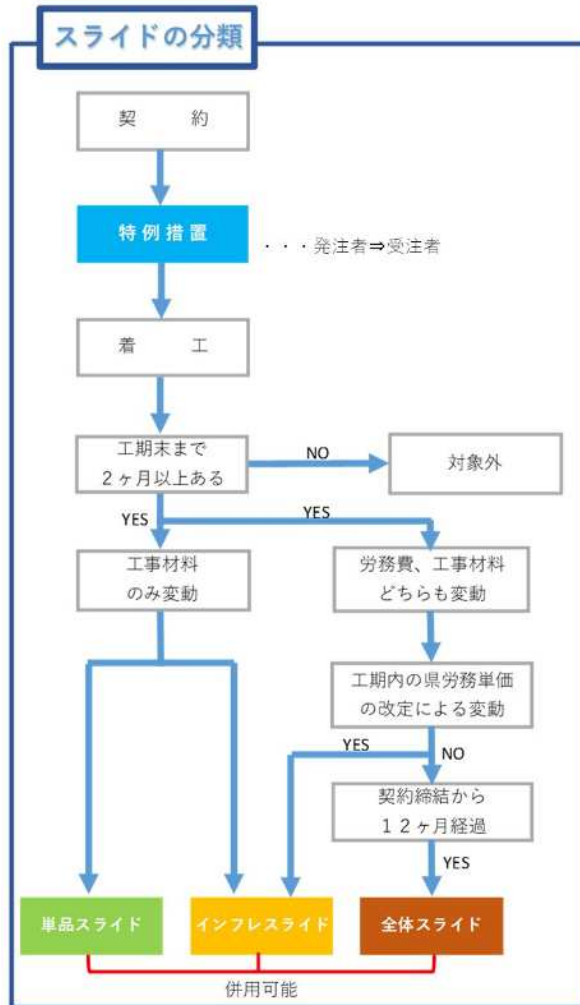 スライドの分類
契　　約
特例措置
・・・発注者⇒受注者
着　　工
工期末まで
２ヶ月以上ある
NO
対象外
YES
YES
工事材料
のみ変動
労務費、工事材料
どちらも変動
工期内の県労務単価
の改定による変動
YES
NO
契約締結から
１２ヶ月経過
YES
単品スライド
インフレスライド
全体スライド
併用可能